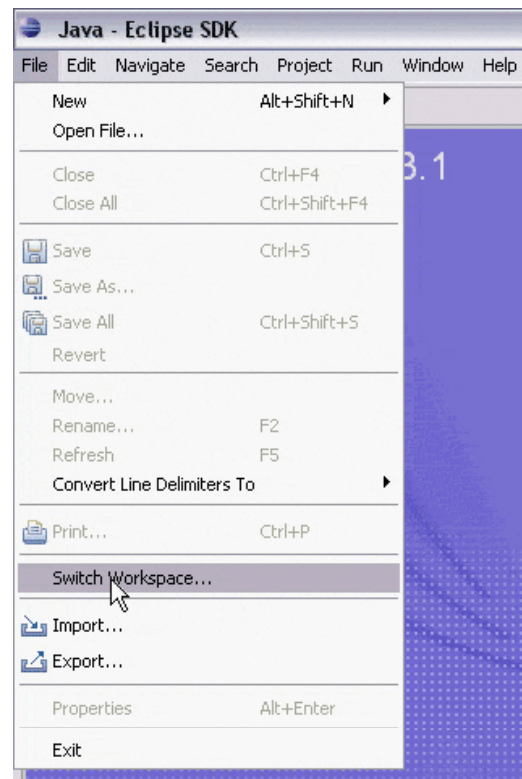 Java - Eclipse SDK
File Edit Navigate Search Project Run Window Help
New Alt+Shift+N
Open File...
3.1
Close Ctrl+F4
Close All Ctrl+Shift+F4
Save Ctrl+S
Save As...
Save All Ctrl+Shift+S
Revert
Move...
Rename... F2
Refresh F5
Convert Line Delimiters To
Print... Ctrl+P
Switch Workspace...
Import...
Export...
Properties Alt+Enter
Exit